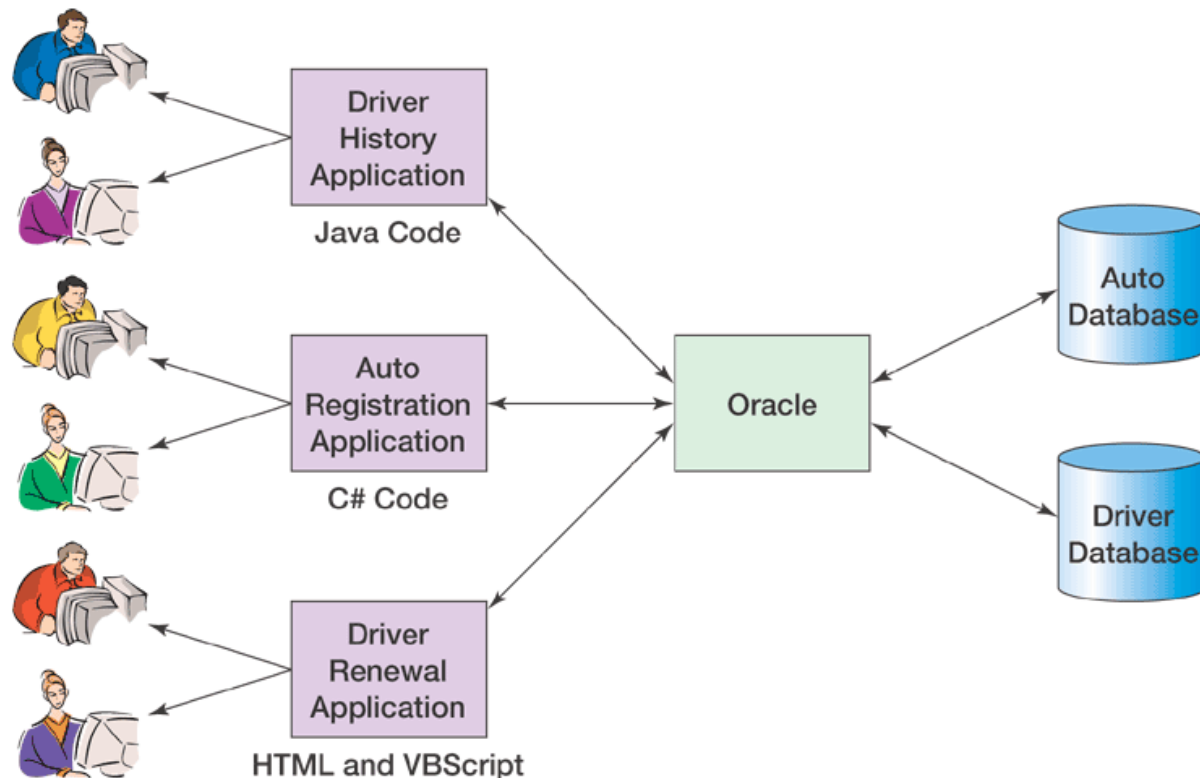 Driver
History
Application
Java Code
Auto
Registration
Application
C# Code
Driver
Renewal
Application
HTML and VBScript
Oracle
Auto
Database
Driver
Database